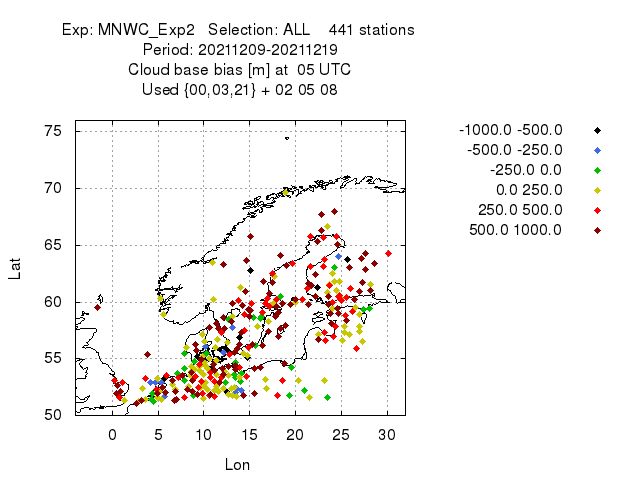 Exp: MNWC_Exp2   Selection: ALL    441 stations
Period: 20211209-20211219
Cloud base bias [m] at  05 UTC
Used {00,03,21} + 02 05 08
-1000.0 -500.0
-500.0 -250.0
-250.0 0.0
0.0 250.0
250.0 500.0
500.0 1000.0
75
70
65
60
55
50
Lat
0 5 10 15 20 25 30
Lon